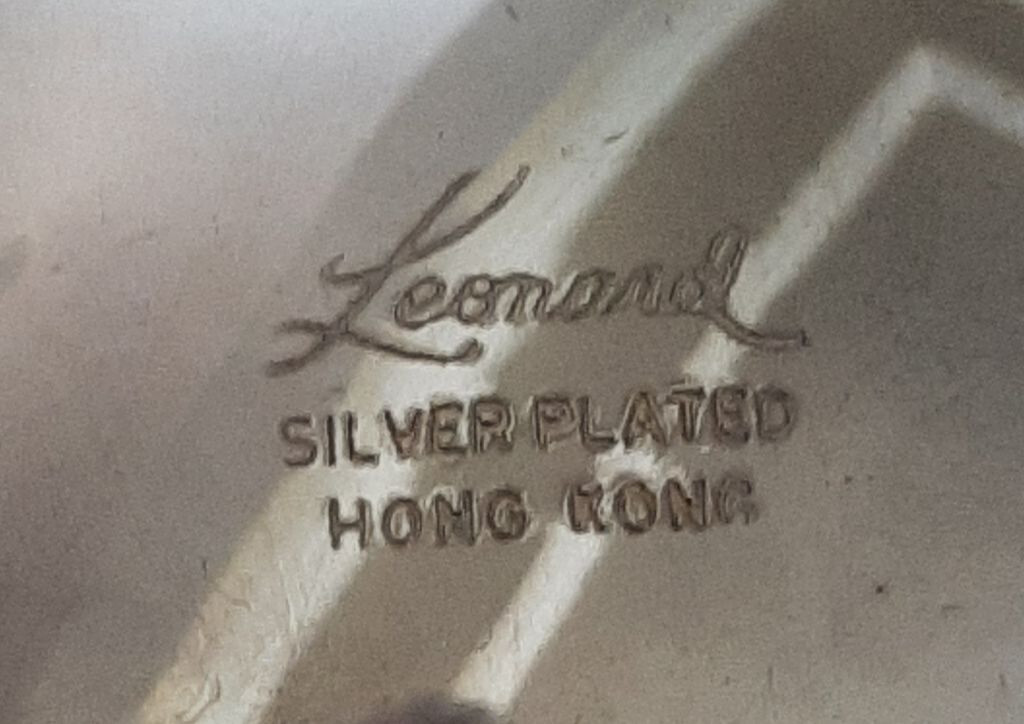 Leonard
SILVER PLATED
HONG KONG